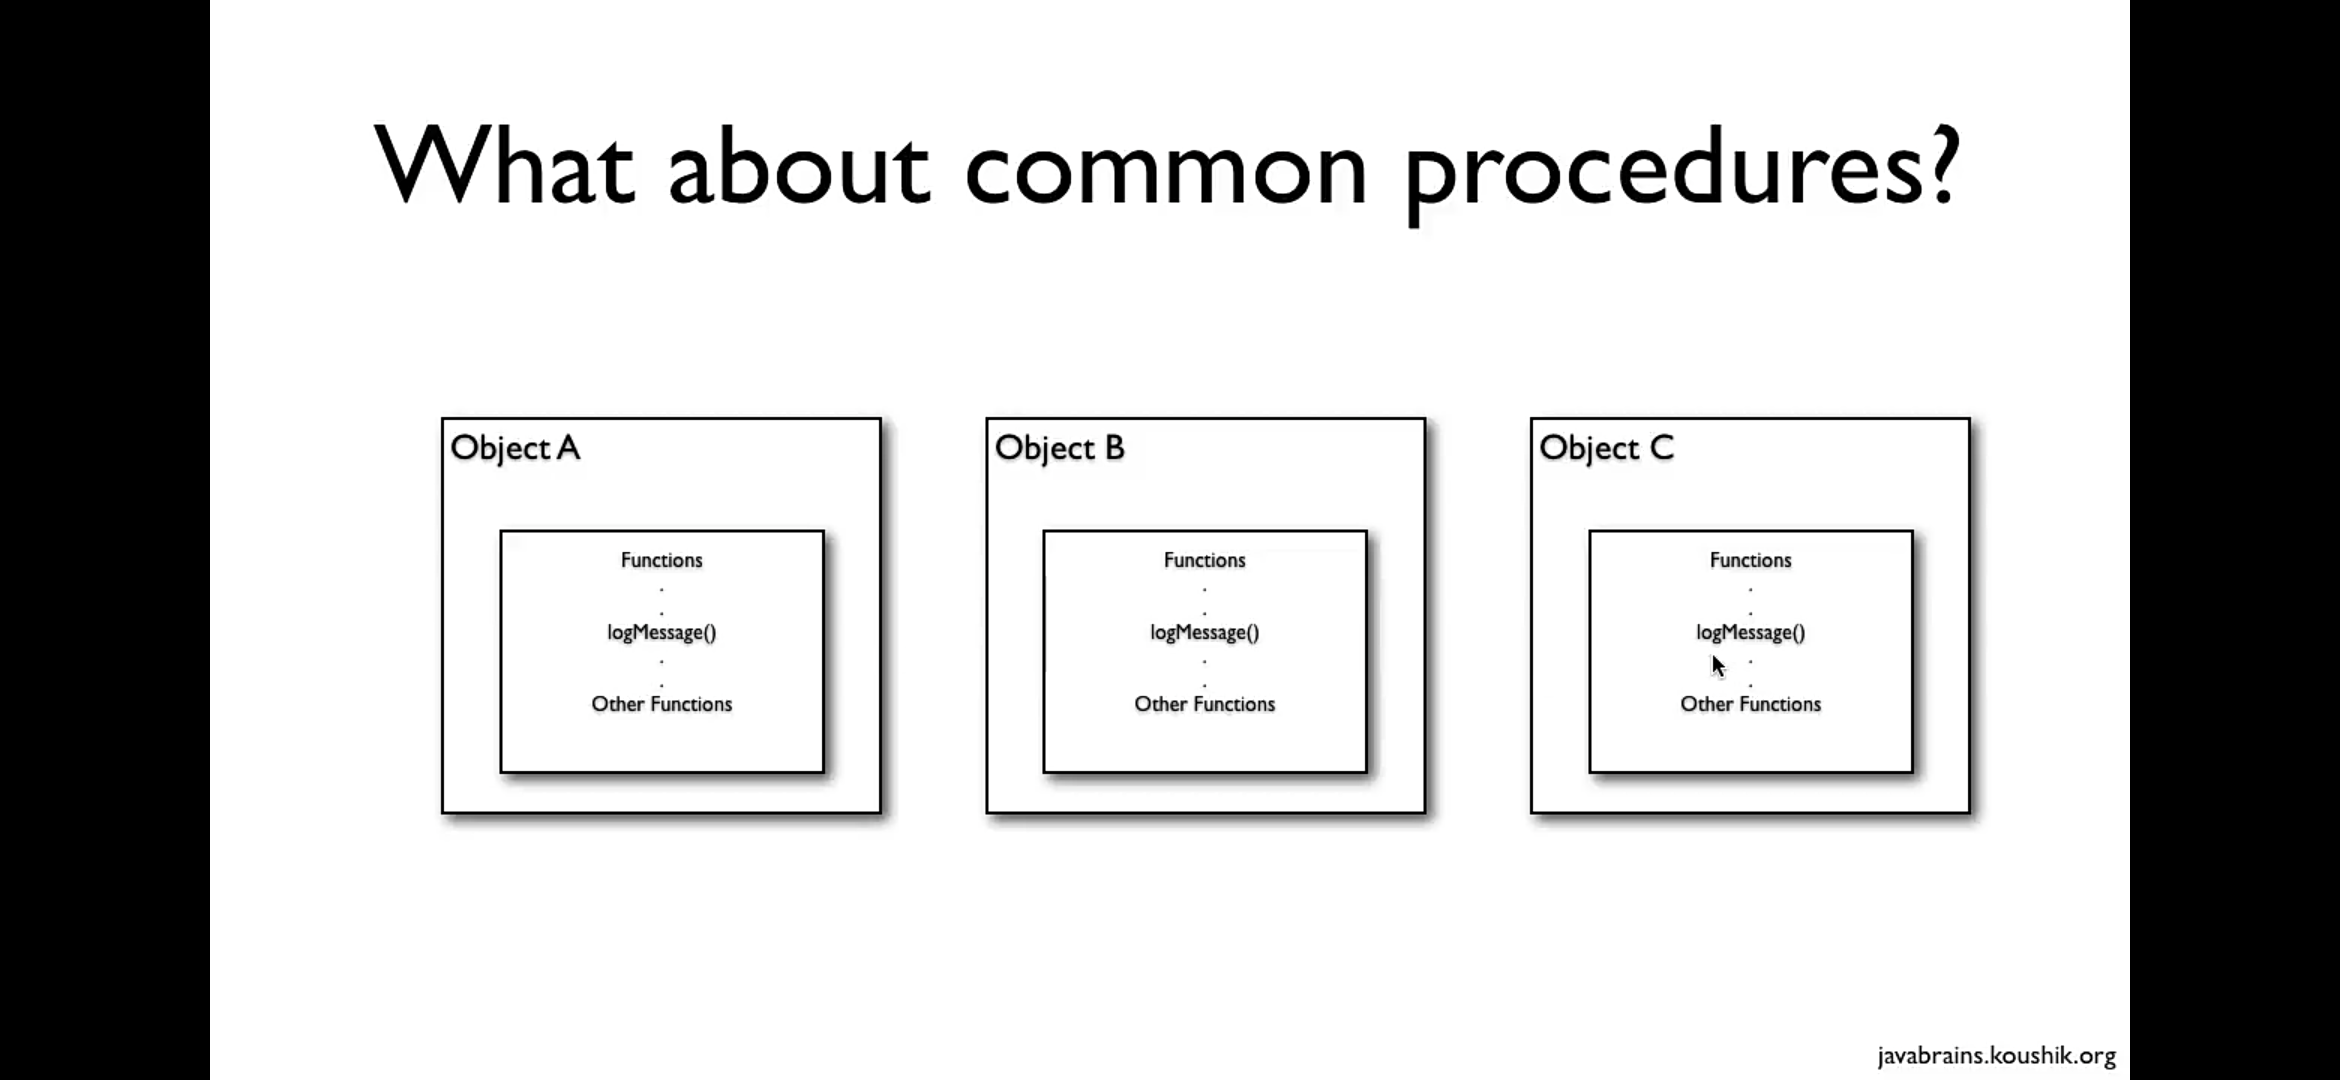 What about common procedures?
Object A
Functions
.
.
logMessage()
.
.
Other Functions
Object B
Functions
.
.
logMessage()
.
.
Other Functions
Object C
Functions
.
.
logMessage()
.
.
Other Functions
javabrains.koushik.org